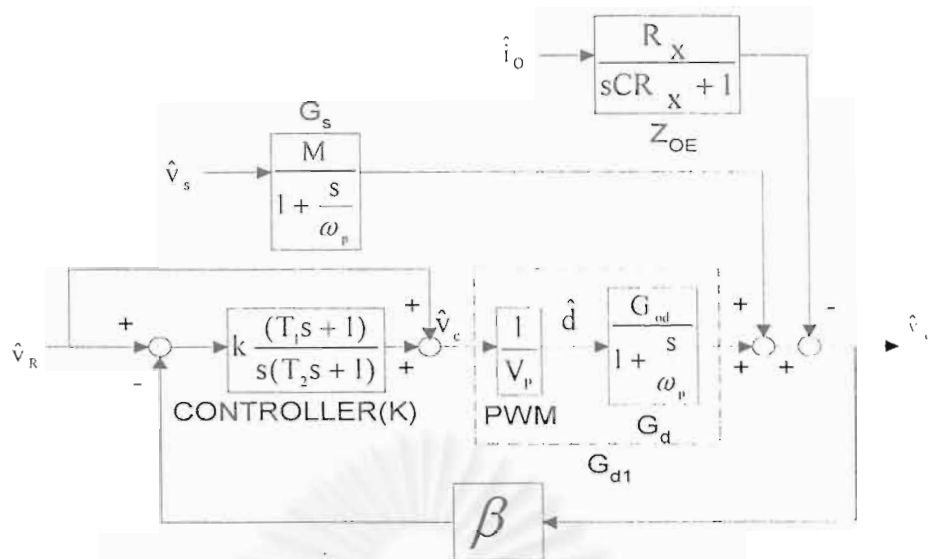 î_O
R_X
sCR_X + 1
Z_OE
G_s
v̂_s
M
1 + s
ω_p
v̂_R
+
-
k (T_1s + 1)
s(T_2s + 1)
CONTROLLER(K)
+
+
v̂_c
1
V_p
PWM
d̂
G_od
1 + s
ω_p
G_d
G_d1
+
+
+
-
β